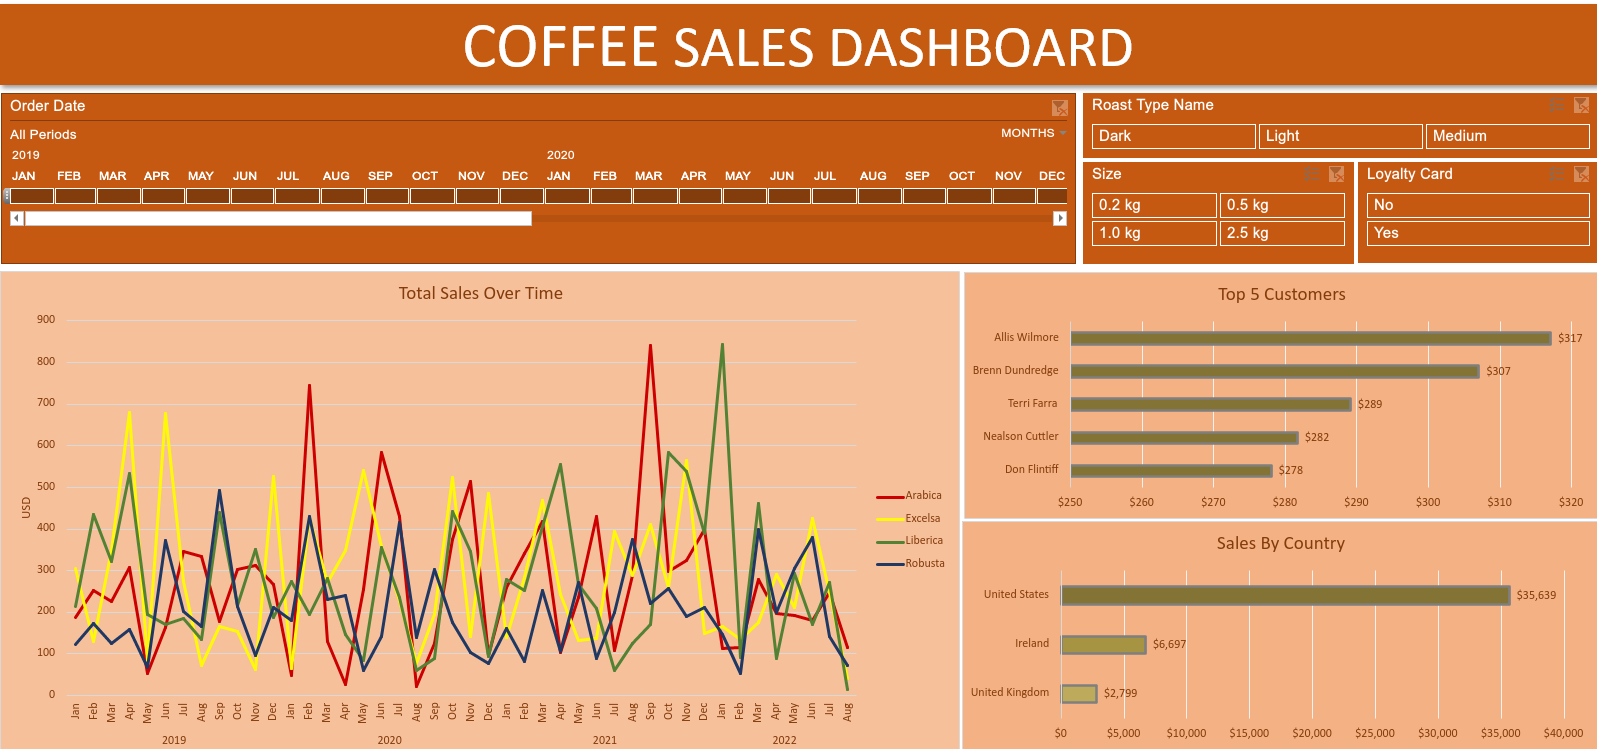 COFFEE SALES DASHBOARD
Order Date
All Periods
MONTHS
2019 2020
JAN FEB MAR APR MAY JUN JUL AUG SEP OCT NOV DEC JAN FEB MAR APR MAY JUN JUL AUG SEP OCT NOV DEC
Roast Type Name
Dark Light Medium
Size
0.2 kg 0.5 kg
1.0 kg 2.5 kg
Loyalty Card
No
Yes
Total Sales Over Time
900
800
700
600
500
400
300
200
100
0
USD
Jan Feb Mar Apr May Jun Jul Aug Sep Oct Nov Dec Jan Feb Mar Apr May Jun Jul Aug Sep Oct Nov Dec Jan Feb Mar Apr May Jun Jul Aug Sep Oct Nov Dec Jan Feb Mar Apr May Jun Jul Aug
2019 2020 2021 2022
Arabica
Excelsa
Liberica
Robusta
Top 5 Customers
Allis Wilmore $317
Brenn Dundredge $307
Terri Farra $289
Nealson Cuttler $282
Don Flintiff $278
$250 $260 $270 $280 $290 $300 $310 $320
Sales By Country
United States $35,639
Ireland $6,697
United Kingdom $2,799
$0 $5,000 $10,000 $15,000 $20,000 $25,000 $30,000 $35,000 $40,000